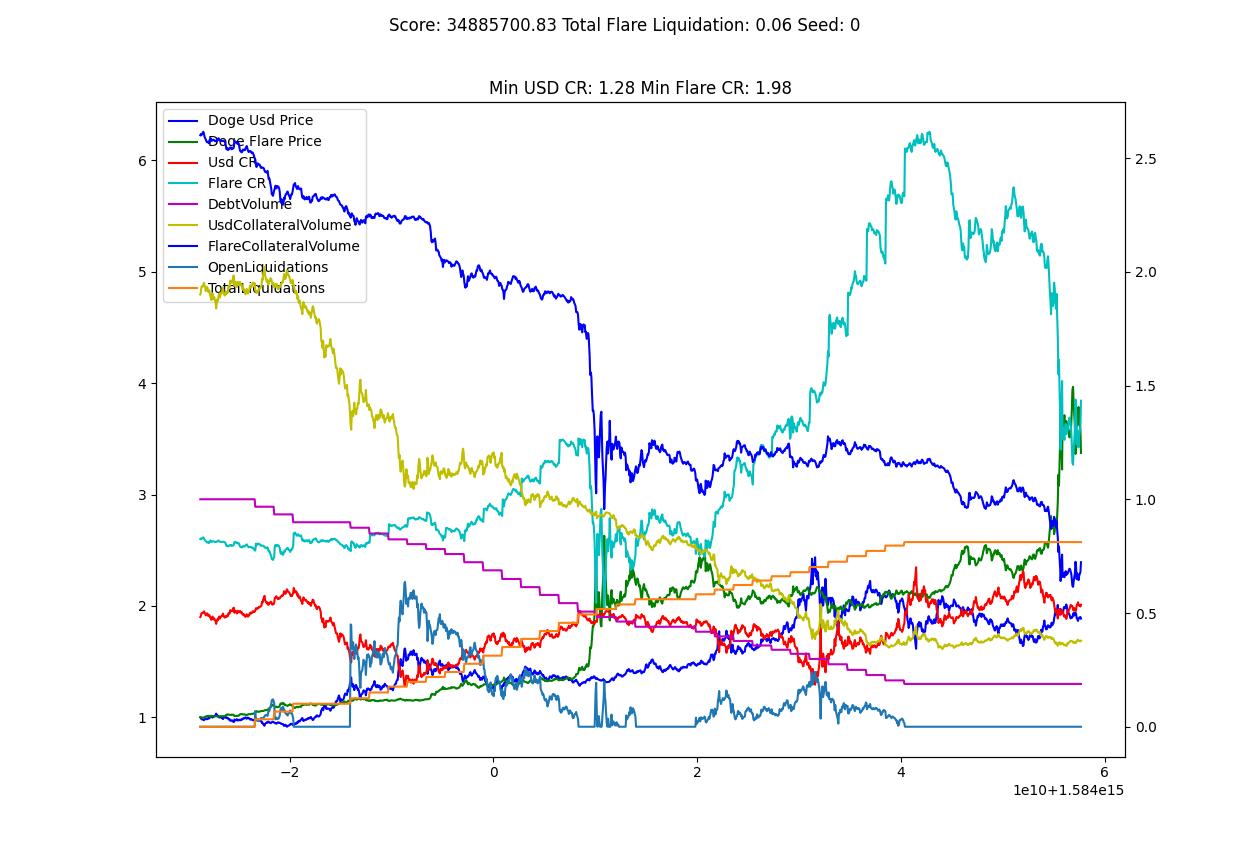 Score: 34885700.83 Total Flare Liquidation: 0.06 Seed: 0
Min USD CR: 1.28 Min Flare CR: 1.98
Doge Usd Price
Doge Flare Price
Usd CR
Flare CR
DebtVolume
UsdCollateralVolume
FlareCollateralVolume
OpenLiquidations
TotalLiquidations
6
5
4
3
2
1
2.5
2.0
1.5
1.0
0.5
0.0
−2
0
2
4
6
1e10+1.584e15